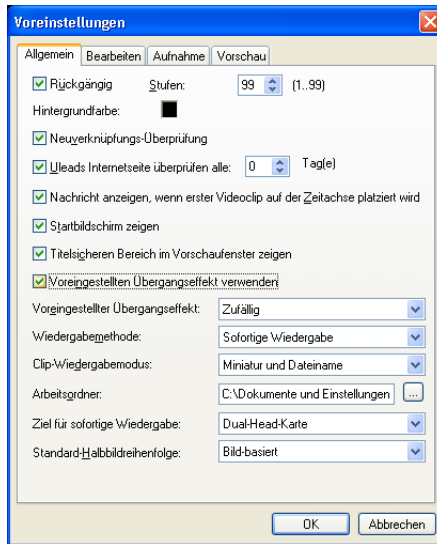 Voreinstellungen
Allgemein Bearbeiten Aufnahme Vorschau
Rückgängig Stufen: 99 (1..99)
Hintergrundfarbe:
Neuverknüpfungs-Überprüfung
Uleads Internetseite überprüfen alle: 0 Tag(e)
Nachricht anzeigen, wenn erster Videoclip auf der Zeitachse platziert wird
Startbildschirm zeigen
Titelsicheren Bereich im Vorschaufenster zeigen
Voreingestellten Übergangseffekt verwenden
Voreingestellter Übergangseffekt: Zufällig
Wiedergabemethode: Sofortige Wiedergabe
Clip-Wiedergabemodus: Miniatur und Dateiname
Arbeitsordner: C:\Dokumente und Einstellungen ...
Ziel für sofortige Wiedergabe: Dual-Head-Karte
Standard-Halbbildreihenfolge: Bild-basiert
OK Abbrechen